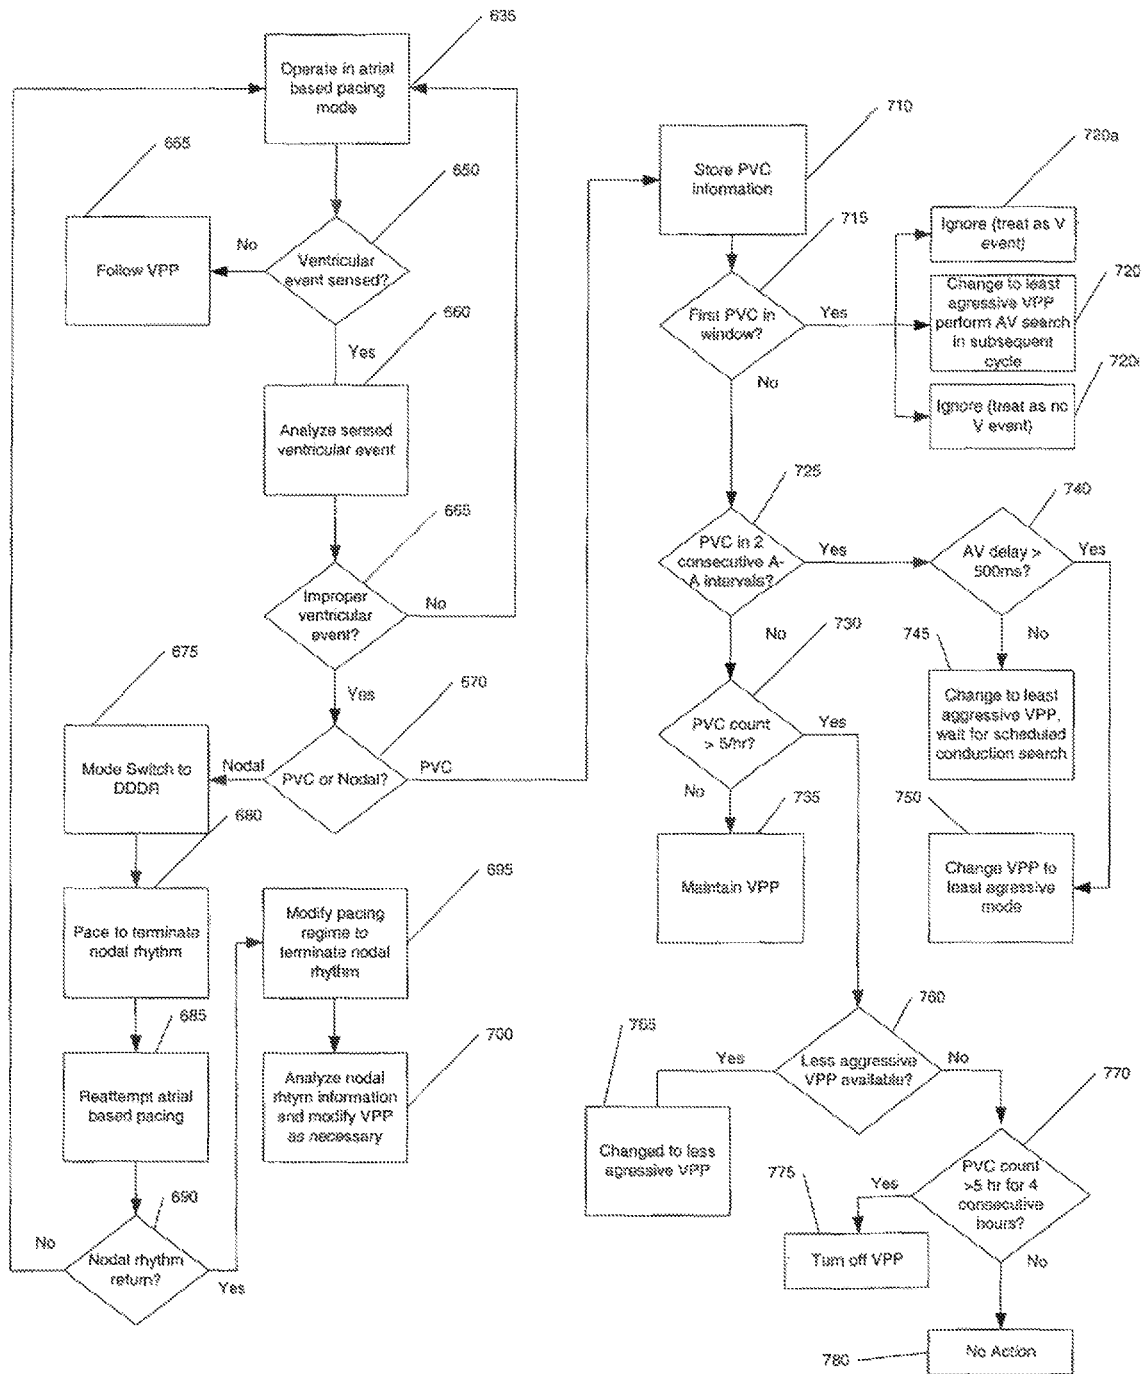 635
Operate in atrial
based pacing
mode
655
650
No
Ventricular
event sensed?
Follow VPP
660
Yes
Analyze sensed
ventricular event
665
Improper
ventricular
event?
No
675
Yes
670
Mode Switch to
DDDR
Nodal
PVC or Nodal?
PVC
680
Pace to terminate
nodal rhythm
695
Modify pacing
regime to
terminate nodal
rhythm
685
Reattempt atrial
based pacing
700
Analyze nodal
rhtym information
and modify VPP
as necessary
690
No
Nodal rhythm
return?
Yes
710
Store PVC
information
720a
Ignore (treat as V
event)
715
First PVC in
window?
Yes
Change to least
agressive VPP
perform AV search
in subsequent
cycle
720
No
720
Ignore (treat as no
V event)
725
PVC in 2
consecutive A-
A intervals?
Yes
740
AV delay >
500ms?
Yes
No
No
730
745
PVC count
> 5/hr?
Yes
Change to least
aggressive VPP,
wait for scheduled
conduction search
No
735
750
Maintain VPP
Change VPP to
least agressive
mode
760
765
Yes
Less aggressive
VPP available?
No
770
Changed to less
agressive VPP
PVC count
>5 hr for 4
consecutive
hours?
775
Yes
Turn off VPP
No
780
No Action